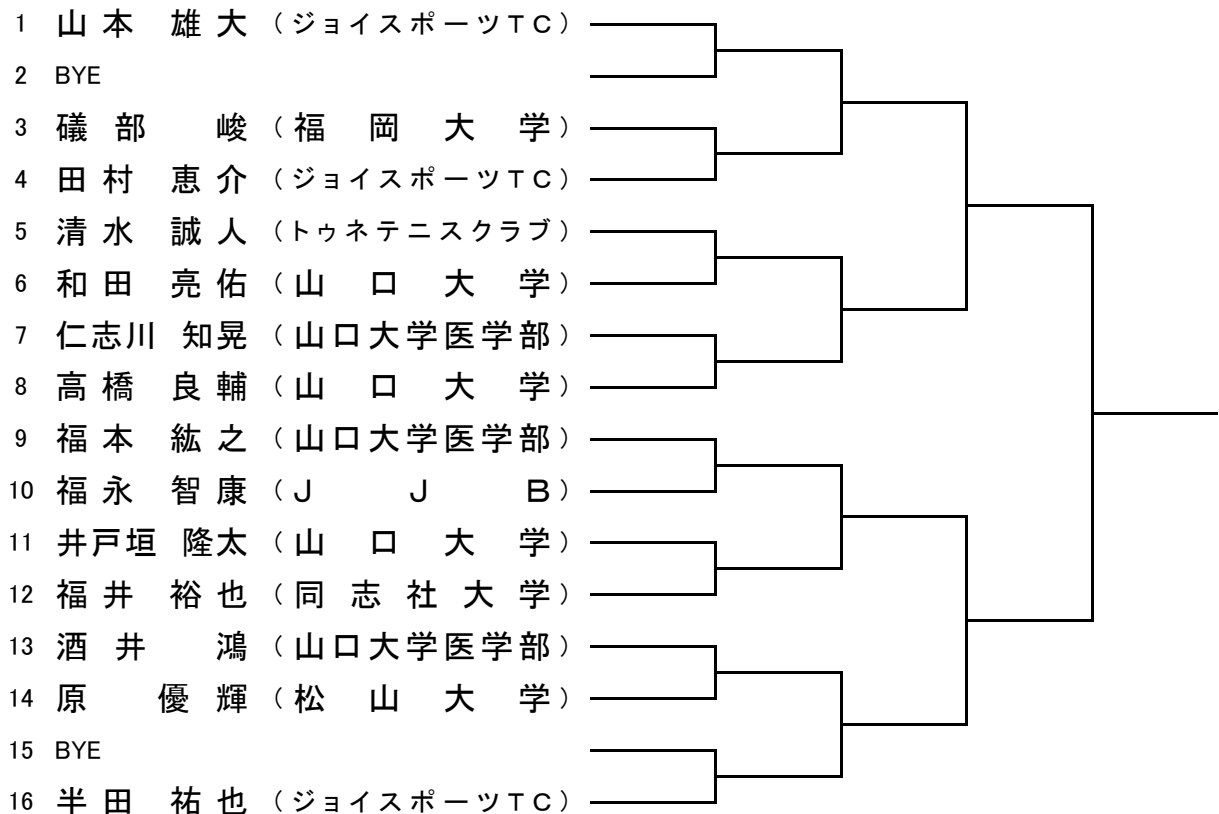 1 山本 雄大 (ジョイスポーツTC)
2 BYE
3 礒部 峻 (福岡大学)
4 田村 恵介 (ジョイスポーツTC)
5 清水 誠人 (トゥネテニスクラブ)
6 和田 亮佑 (山口大学)
7 仁志川 知晃 (山口大学医学部)
8 高橋 良輔 (山口大学)
9 福本 紘之 (山口大学医学部)
10 福永 智康 (JJB)
11 井戸垣 隆太 (山口大学)
12 福井 裕也 (同志社大学)
13 酒井 鴻 (山口大学医学部)
14 原 優輝 (松山大学)
15 BYE
16 半田 祐也 (ジョイスポーツTC)